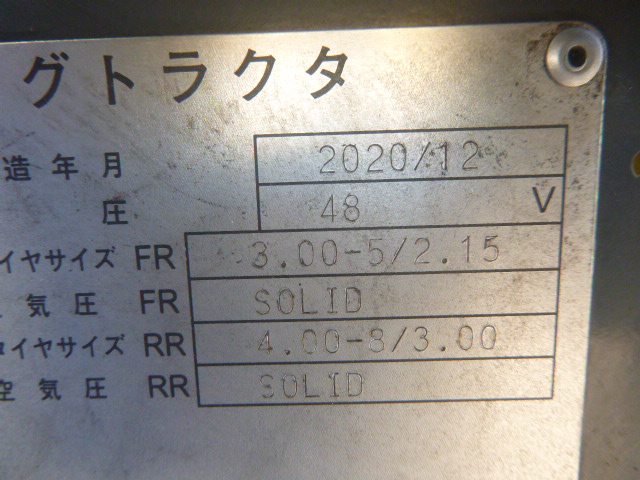 グトラクタ
造年月 2020/12
圧 48 V
イヤサイズ FR 3.00-5/2.15
気圧 FR SOLID
タイヤサイズ RR 4.00-8/3.00
空気圧 RR SOLID